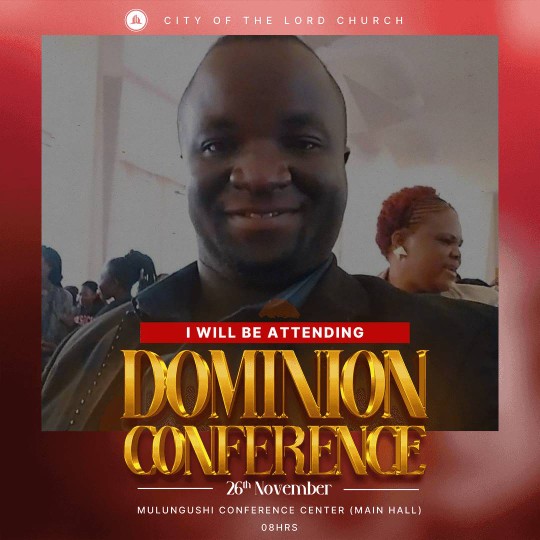 CITY OF THE LORD CHURCH
I WILL BE ATTENDING
DOMINION
CONFERENCE
26th November
MULUNGUSHI CONFERENCE CENTER (MAIN HALL)
08HRS